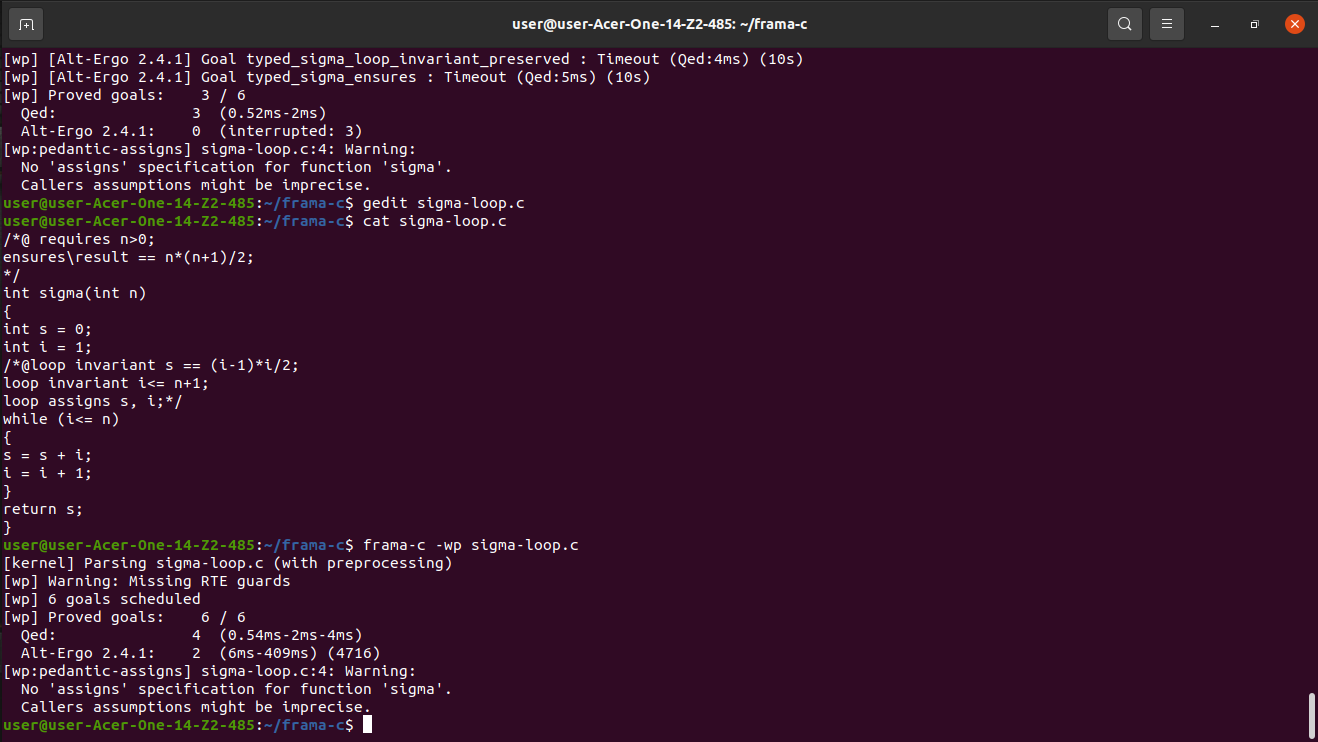 user@user-Acer-One-14-Z2-485: ~/frama-c
[wp] [Alt-Ergo 2.4.1] Goal typed_sigma_loop_invariant_preserved : Timeout (Qed:4ms) (10s)
[wp] [Alt-Ergo 2.4.1] Goal typed_sigma_ensures : Timeout (Qed:5ms) (10s)
[wp] Proved goals:    3 / 6
  Qed:               3  (0.52ms-2ms)
  Alt-Ergo 2.4.1:    0  (interrupted: 3)
[wp:pedantic-assigns] sigma-loop.c:4: Warning:
  No 'assigns' specification for function 'sigma'.
  Callers assumptions might be imprecise.
user@user-Acer-One-14-Z2-485:~/frama-c$ gedit sigma-loop.c
user@user-Acer-One-14-Z2-485:~/frama-c$ cat sigma-loop.c
/*@ requires n>0;
ensures\result == n*(n+1)/2;
*/
int sigma(int n)
{
int s = 0;
int i = 1;
/*@loop invariant s == (i-1)*i/2;
loop invariant i<= n+1;
loop assigns s, i;*/
while (i<= n)
{
s = s + i;
i = i + 1;
}
return s;
}
user@user-Acer-One-14-Z2-485:~/frama-c$ frama-c -wp sigma-loop.c
[kernel] Parsing sigma-loop.c (with preprocessing)
[wp] Warning: Missing RTE guards
[wp] 6 goals scheduled
[wp] Proved goals:    6 / 6
  Qed:               4  (0.54ms-2ms-4ms)
  Alt-Ergo 2.4.1:    2  (6ms-409ms) (4716)
[wp:pedantic-assigns] sigma-loop.c:4: Warning:
  No 'assigns' specification for function 'sigma'.
  Callers assumptions might be imprecise.
user@user-Acer-One-14-Z2-485:~/frama-c$